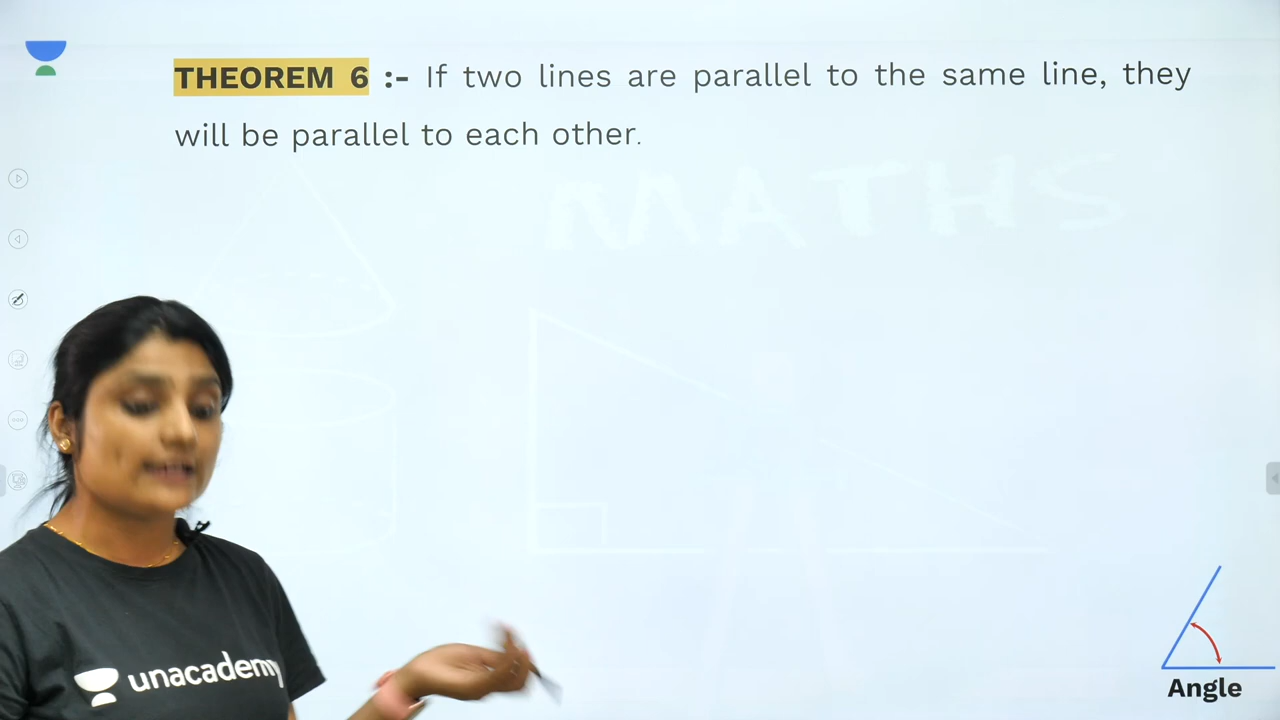 THEOREM 6 :- If two lines are parallel to the same line, they
will be parallel to each other.
MATHS
unacademy
Angle